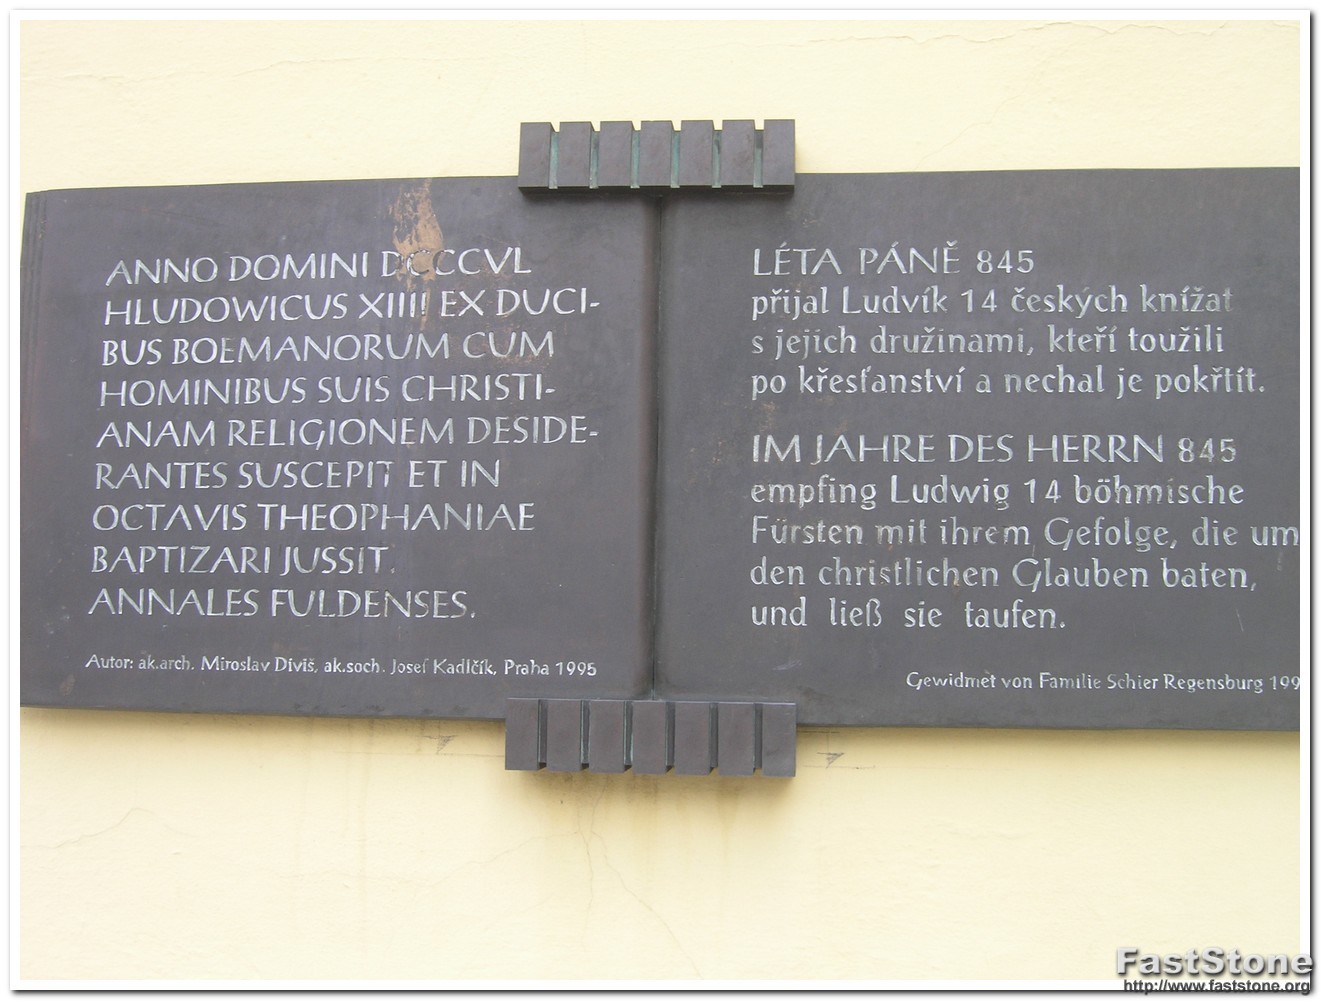 ANNO DOMINI DCCCCVL
HLUDOWICUS XIIII EX DUCI-
BUS BOEMANORUM CUM
HOMINIBUS SUIS CHRISTI-
ANAM RELIGIONEM DESIDE-
RANTES SUSCEPIT ET IN
OCTAVIS THEOPHANIAE
BAPTIZARI JUSSIT.
ANNALES FULDENSES.
Autor: ak.arch. Miroslav Diviš, ak.soch. Josef Kadlčík, Praha 1995
LÉTA PÁNĚ 845
přijal Ludvík 14 českých knížat
s jejich družinami, kteří toužili
po křesťanství a nechal je pokřtít.
IM JAHRE DES HERRN 845
empfing Ludwig 14 böhmische
Fürsten mit ihrem Gefolge, die um
den christlichen Glauben baten,
und ließ sie taufen.
Gewidmet von Familie Schier Regensburg 199
FastStone
http://www.faststone.org